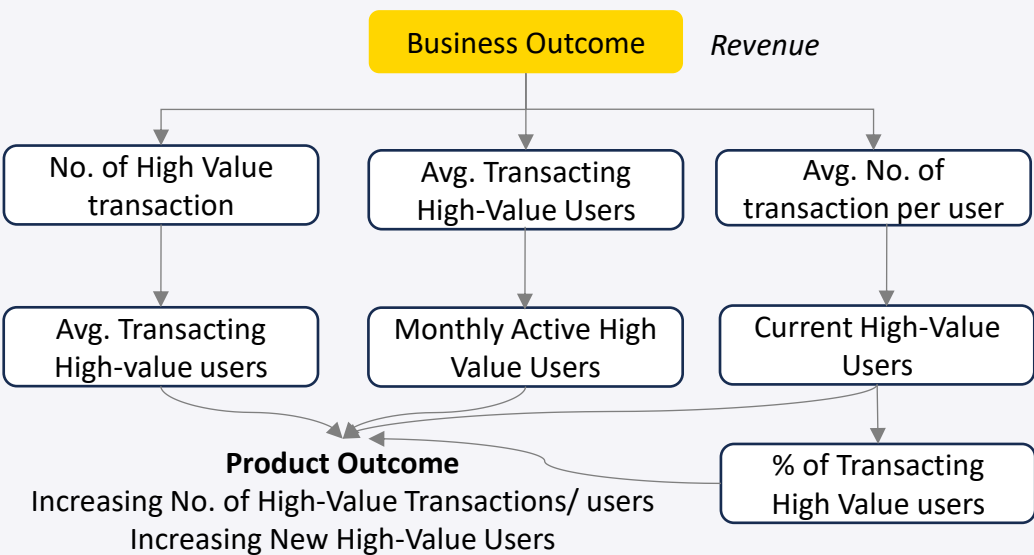 Business Outcome
Revenue
No. of High Value
transaction
Avg. Transacting
High-Value Users
Avg. No. of
transaction per user
Avg. Transacting
High-value users
Monthly Active High
Value Users
Current High-Value
Users
Product Outcome
Increasing No. of High-Value Transactions/ users
Increasing New High-Value Users
% of Transacting
High Value users